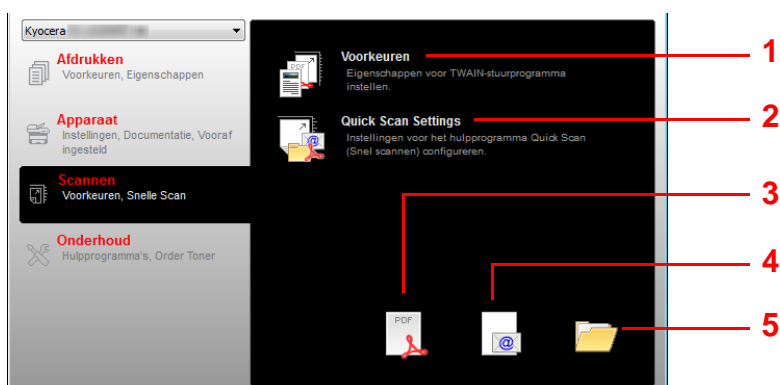 Kyocera
Afdrukken
Voorkeuren, Eigenschappen
Apparaat
Instellingen, Documentatie, Vooraf
ingesteld
Scannen
Voorkeuren, Snelle Scan
Onderhoud
Hulpprogramma's, Order Toner
Voorkeuren
Eigenschappen voor TWAIN-stuurprogramma
instellen.
Quick Scan Settings
Instellingen voor het hulpprogramma Quick Scan
(Snel scannen) configureren.
PDF
PDF
@
@
1
2
3
4
5